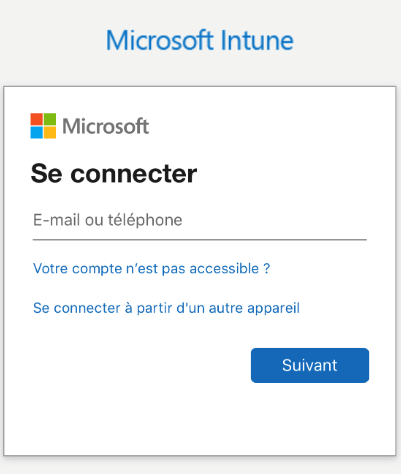 Microsoft Intune
Microsoft
Se connecter
E-mail ou téléphone
Votre compte n’est pas accessible ?
Se connecter à partir d'un autre appareil
Suivant